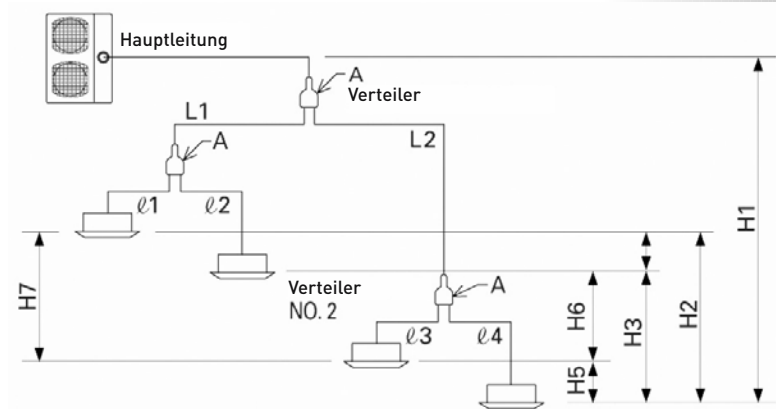 Hauptleitung
A
Verteiler
L1
L2
A
ℓ1
ℓ2
H1
Verteiler
NO. 2
A
H7
H6
H3
H2
ℓ3
ℓ4
H5